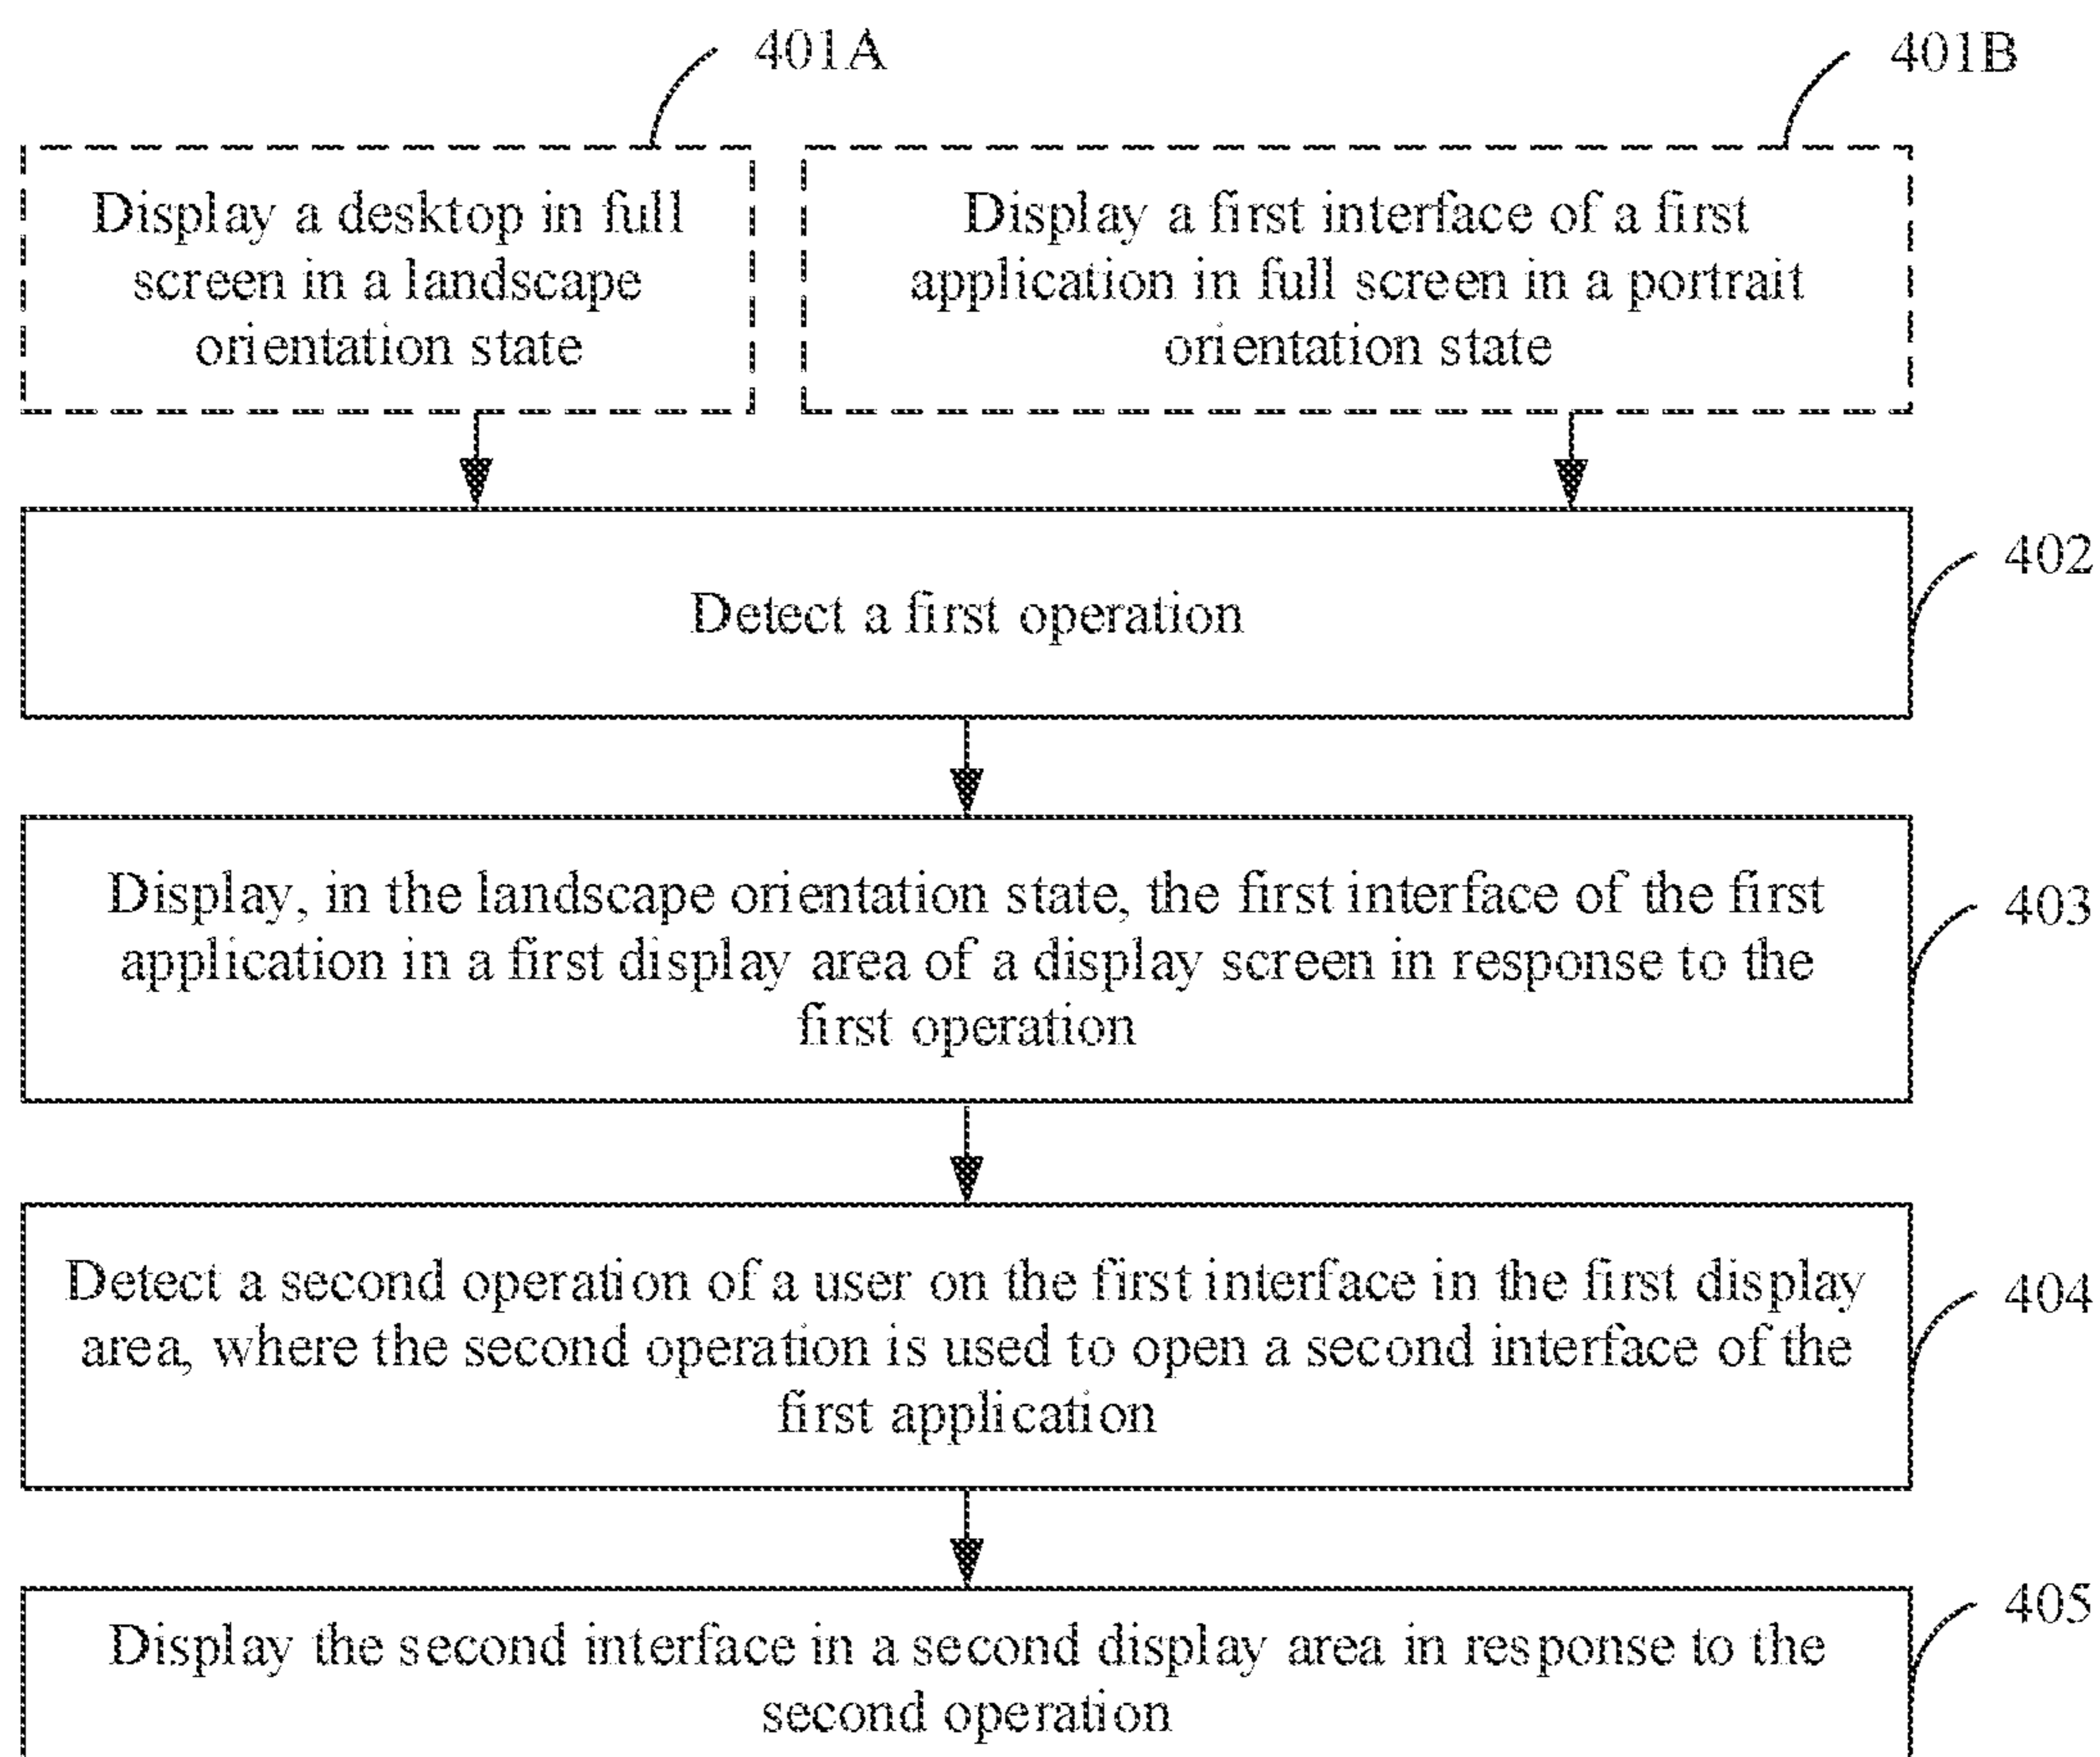 401A
401B
Display a desktop in full
screen in a landscape
orientation state
Display a first interface of a first
application in full screen in a portrait
orientation state
402
Detect a first operation
403
Display, in the landscape orientation state, the first interface of the first
application in a first display area of a display screen in response to the
first operation
404
Detect a second operation of a user on the first interface in the first display
area, where the second operation is used to open a second interface of the
first application
405
Display the second interface in a second display area in response to the
second operation